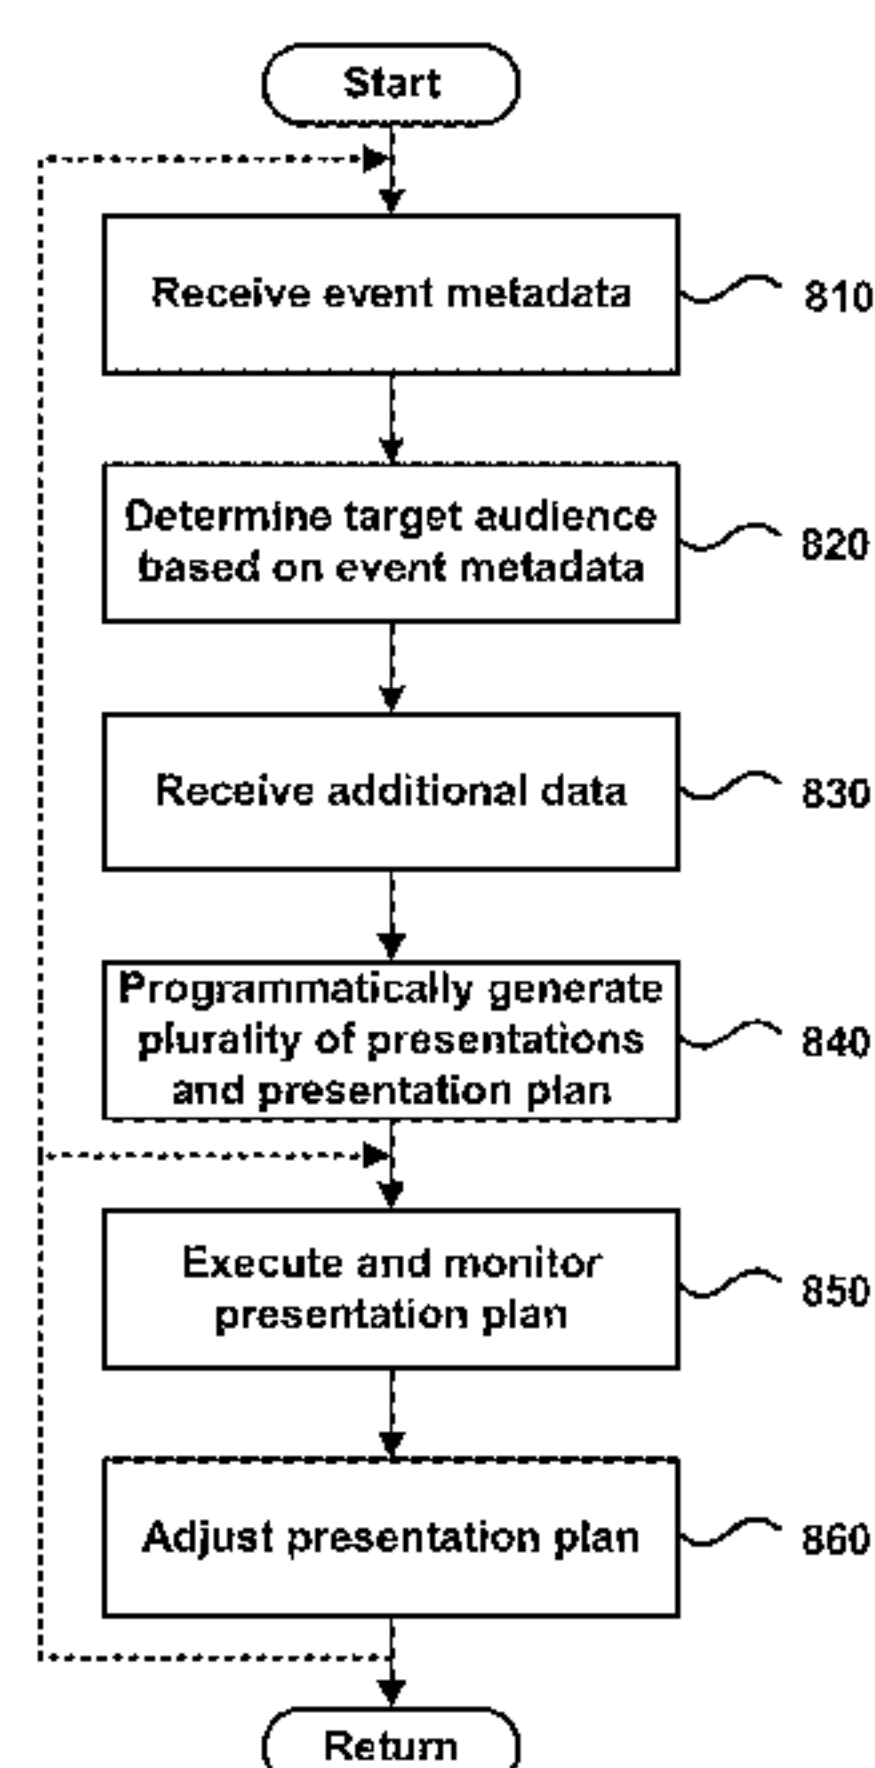 Start
Receive event metadata
810
Determine target audience
based on event metadata
820
Receive additional data
830
Programmatically generate
plurality of presentations
and presentation plan
840
Execute and monitor
presentation plan
850
Adjust presentation plan
860
Return